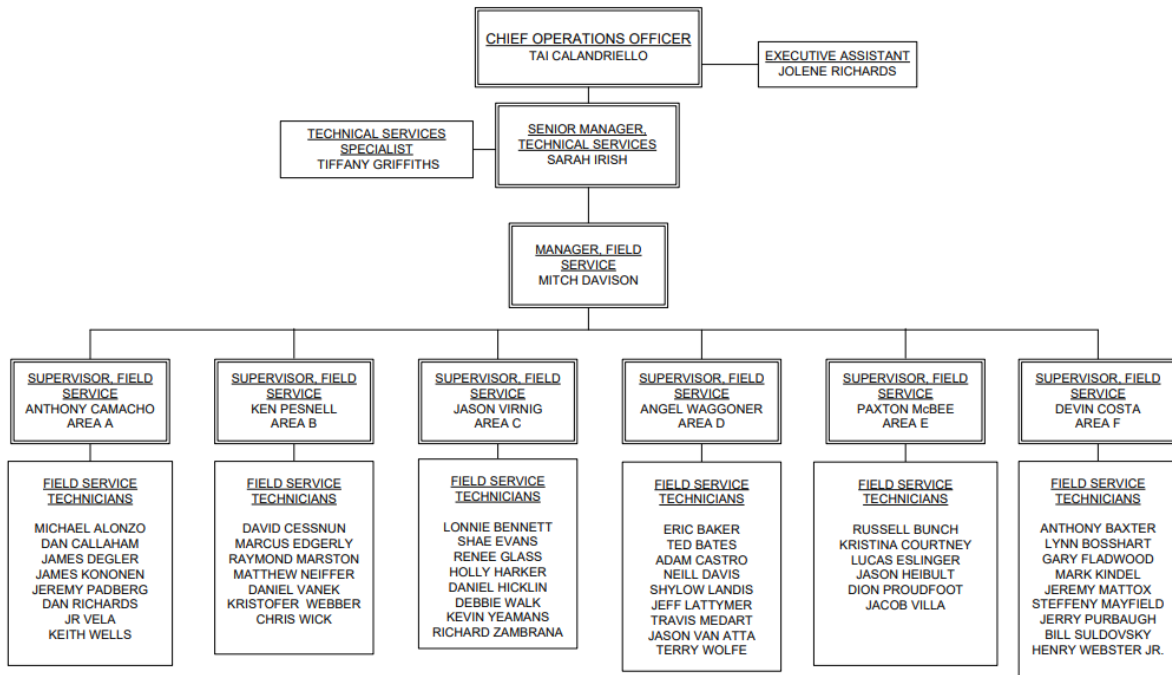 CHIEF OPERATIONS OFFICER
TAI CALANDRIELLO
EXECUTIVE ASSISTANT
JOLENE RICHARDS
TECHNICAL SERVICES
SPECIALIST
TIFFANY GRIFFITHS
SENIOR MANAGER,
TECHNICAL SERVICES
SARAH IRISH
MANAGER, FIELD
SERVICE
MITCH DAVISON
SUPERVISOR, FIELD
SERVICE
ANTHONY CAMACHO
AREA A
SUPERVISOR, FIELD
SERVICE
KEN PESNELL
AREA B
SUPERVISOR, FIELD
SERVICE
JASON VIRNIG
AREA C
SUPERVISOR, FIELD
SERVICE
ANGEL WAGGONER
AREA D
SUPERVISOR, FIELD
SERVICE
PAXTON McBEE
AREA E
SUPERVISOR, FIELD
SERVICE
DEVIN COSTA
AREA F
FIELD SERVICE
TECHNICIANS
MICHAEL ALONZO
DAN CALLAHAM
JAMES DEGLER
JAMES KONONEN
JEREMY PADBERG
DAN RICHARDS
JR VELA
KEITH WELLS
FIELD SERVICE
TECHNICIANS
DAVID CESSNUN
MARCUS EDGERLY
RAYMOND MARSTON
MATTHEW NEIFFER
DANIEL VANEK
KRISTOFER WEBBER
CHRIS WICK
FIELD SERVICE
TECHNICIANS
LONNIE BENNETT
SHAE EVANS
RENEE GLASS
HOLLY HARKER
DANIEL HICKLIN
DEBBIE WALK
KEVIN YEAMANS
RICHARD ZAMBRANA
FIELD SERVICE
TECHNICIANS
ERIC BAKER
TED BATES
ADAM CASTRO
NEILL DAVIS
SHYLOW LANDIS
JEFF LATTYMER
TRAVIS MEDART
JASON VAN ATTA
TERRY WOLFE
FIELD SERVICE
TECHNICIANS
RUSSELL BUNCH
KRISTINA COURTNEY
LUCAS ESLINGER
JASON HEIBULT
DION PROUDFOOT
JACOB VILLA
FIELD SERVICE
TECHNICIANS
ANTHONY BAXTER
LYNN BOSSHART
GARY FLADWOOD
MARK KINDEL
JEREMY MATTOX
STEFFENY MAYFIELD
JERRY PURBAUGH
BILL SULDOVSKY
HENRY WEBSTER JR.